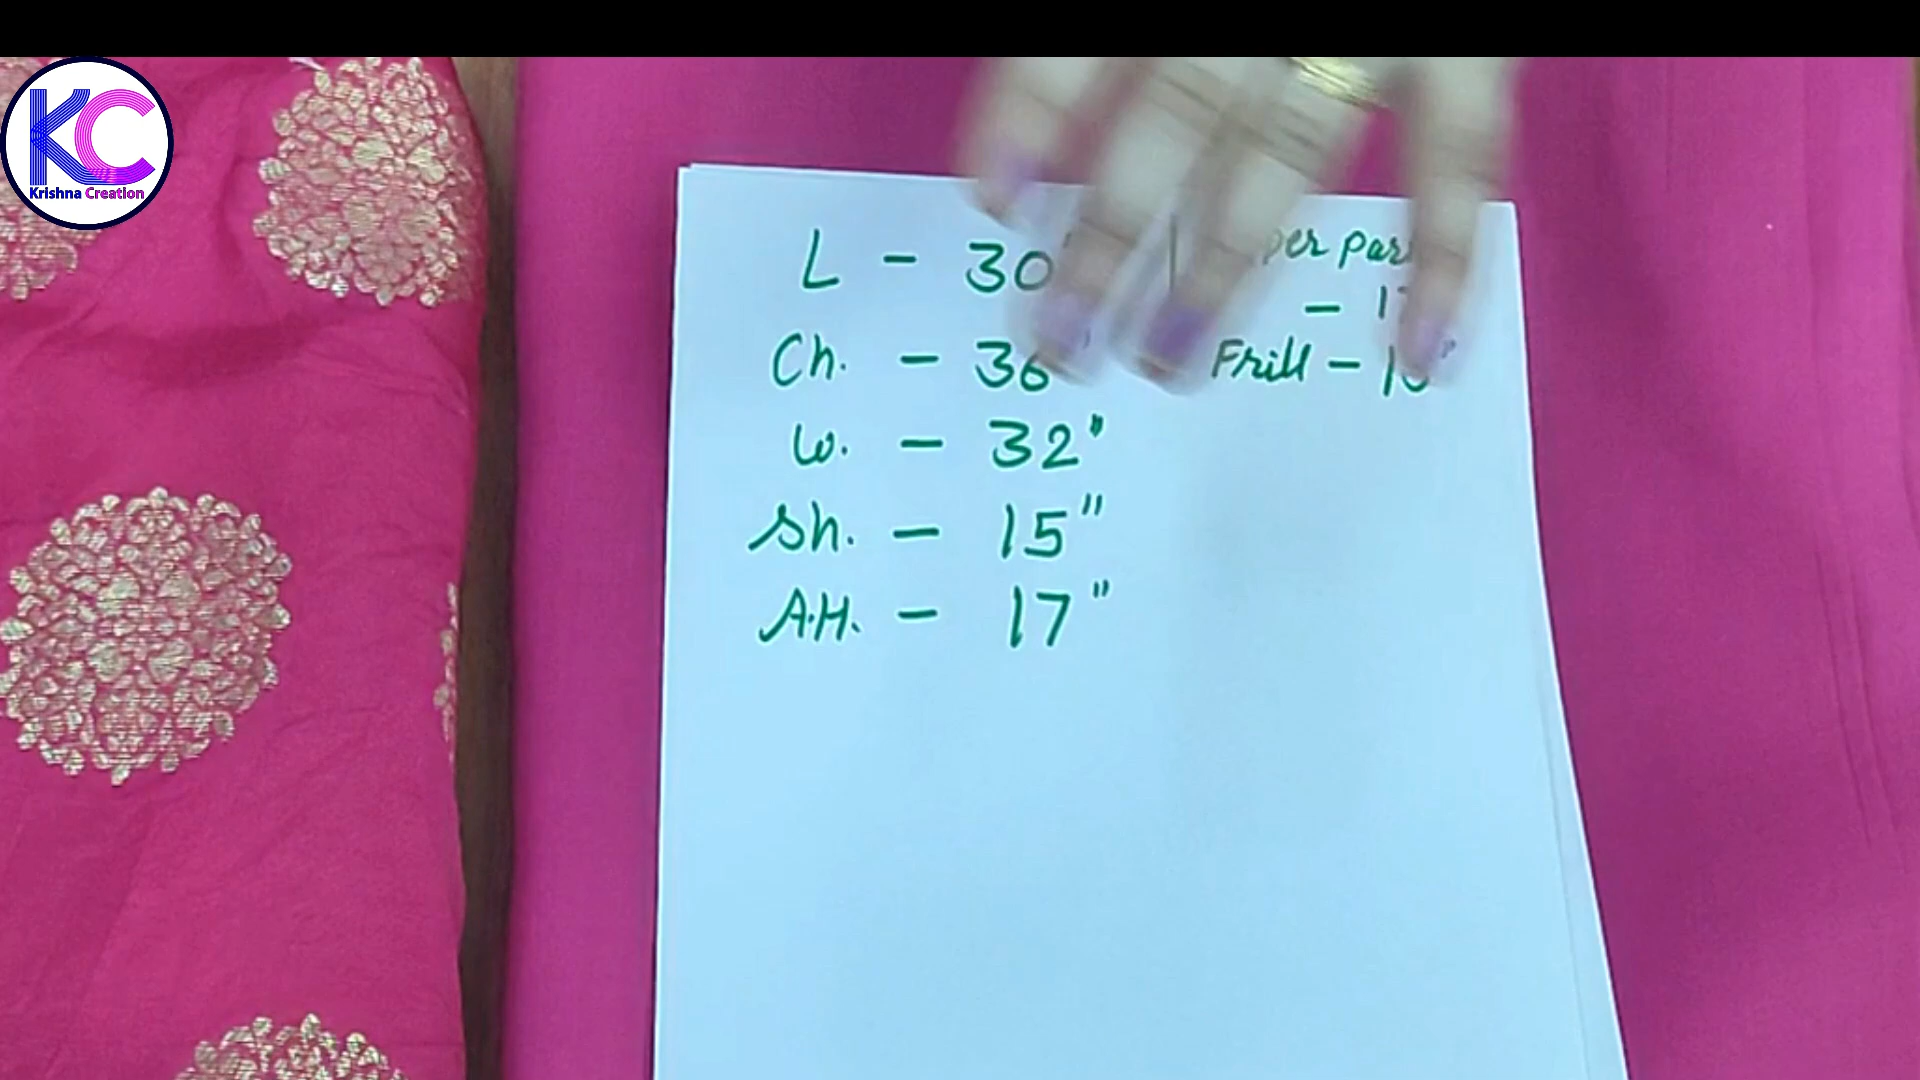 KC
Krishna Creation
L - 30
Ch. - 36"
W. - 32"
Sh. - 15"
A.H. - 17"
Frill -